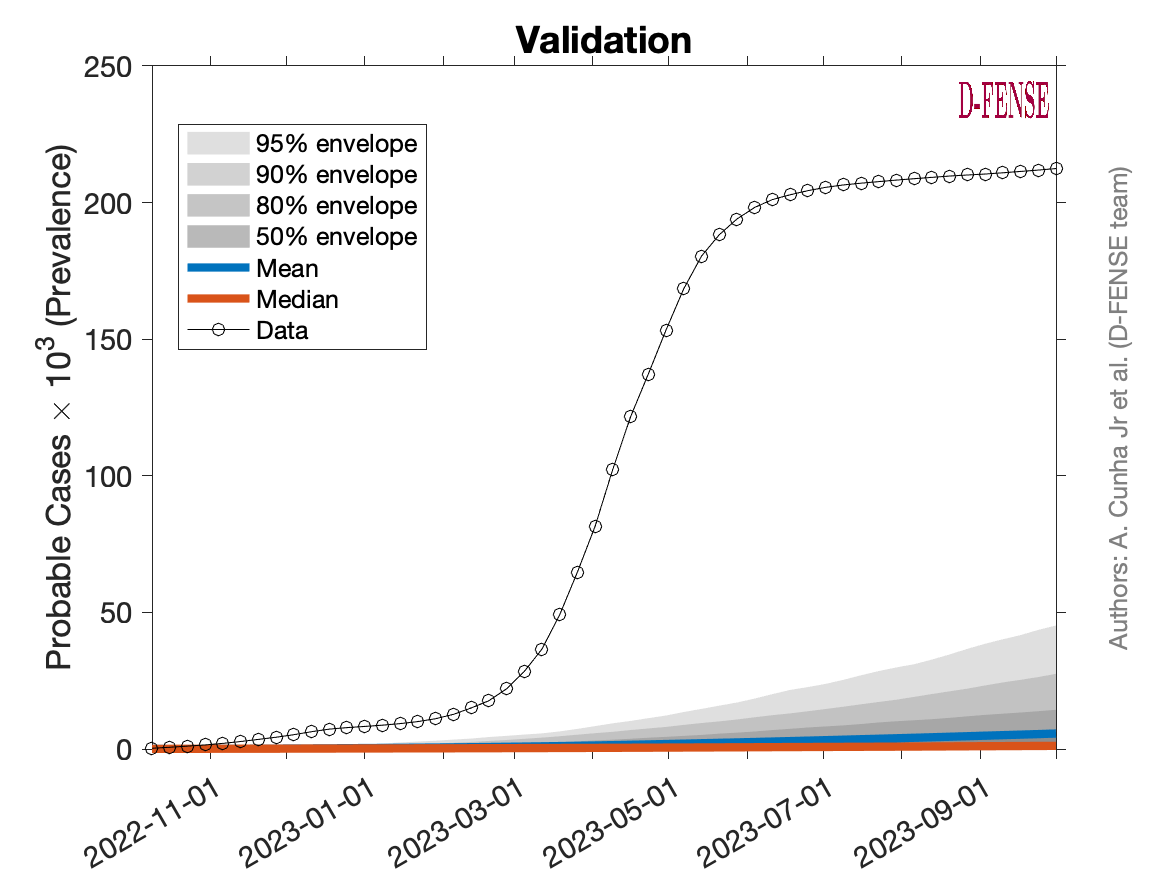 Validation
D-FENSE
250
200
150
100
50
0
Probable Cases × 10³ (Prevalence)
95% envelope
90% envelope
80% envelope
50% envelope
Mean
Median
Data
2022-11-01
2023-01-01
2023-03-01
2023-05-01
2023-07-01
2023-09-01
Authors: A. Cunha Jr et al. (D-FENSE team)